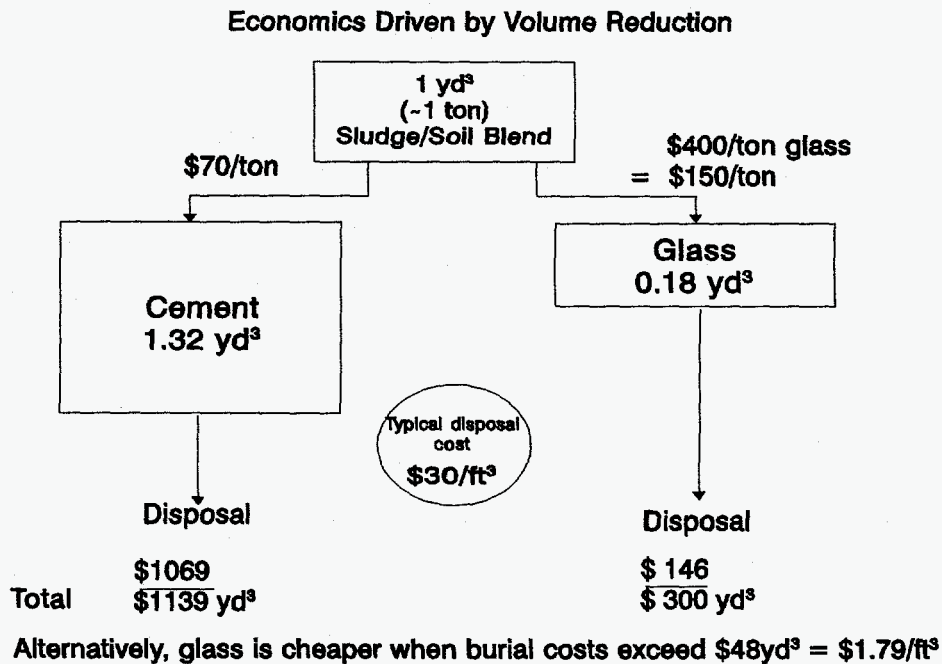 Economics Driven by Volume Reduction
1 yd³
(~1 ton)
Sludge/Soil Blend
$70/ton
$400/ton glass
= $150/ton
Cement
1.32 yd³
Glass
0.18 yd³
Typical disposal
cost
$30/ft³
Disposal
$1069
Total $1139 yd³
Disposal
$ 146
$ 300 yd³
Alternatively, glass is cheaper when burial costs exceed $48yd³ = $1.79/ft³